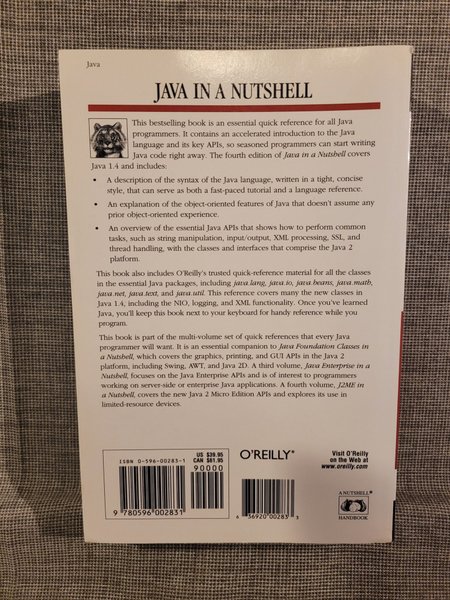 Java
JAVA IN A NUTSHELL
This bestselling book is an essential quick reference for all Java
programmers. It contains an accelerated introduction to the Java
language and its key APIs, so seasoned programmers can start writing
Java code right away. The fourth edition of Java in a Nutshell covers
Java 1.4 and includes:
• A description of the syntax of the Java language, written in a tight, concise
style, that can serve as both a fast-paced tutorial and a language reference.
• An explanation of the object-oriented features of Java that doesn't assume any
prior object-oriented experience.
• An overview of the essential Java APIs that shows how to perform common
tasks, such as string manipulation, input/output, XML processing, SSL, and
thread handling, with the classes and interfaces that comprise the Java 2
platform.
This book also includes O'Reilly's trusted quick-reference material for all the classes
in the essential Java packages, including java.lang, java.io, java.beans, java.math,
java.net, java.text, and java.util. This reference covers many the new classes in
Java 1.4, including the NIO, logging, and XML functionality. Once you've learned
Java, you'll keep this book next to your keyboard for handy reference while you
program.
This book is part of the multi-volume set of quick references that every Java
programmer will want. It is an essential companion to Java Foundation Classes in
a Nutshell, which covers the graphics, printing, and GUI APIs in the Java 2
platform, including Swing, AWT, and Java 2D. A third volume, Java Enterprise in a
Nutshell, focuses on the Java Enterprise APIs and is of interest to programmers
working on server-side or enterprise Java applications. A fourth volume, J2ME in
a Nutshell, covers the new Java 2 Micro Edition APIs and explores its use in
limited-resource devices.
US $39.95
CAN $61.95
ISBN 0-596-00283-1
90000
9 780596 002831
O'REILLY®
6 36920 00283 3
Visit O'Reilly
on the Web at
www.oreilly.com
A NUTSHELL®
HANDBOOK